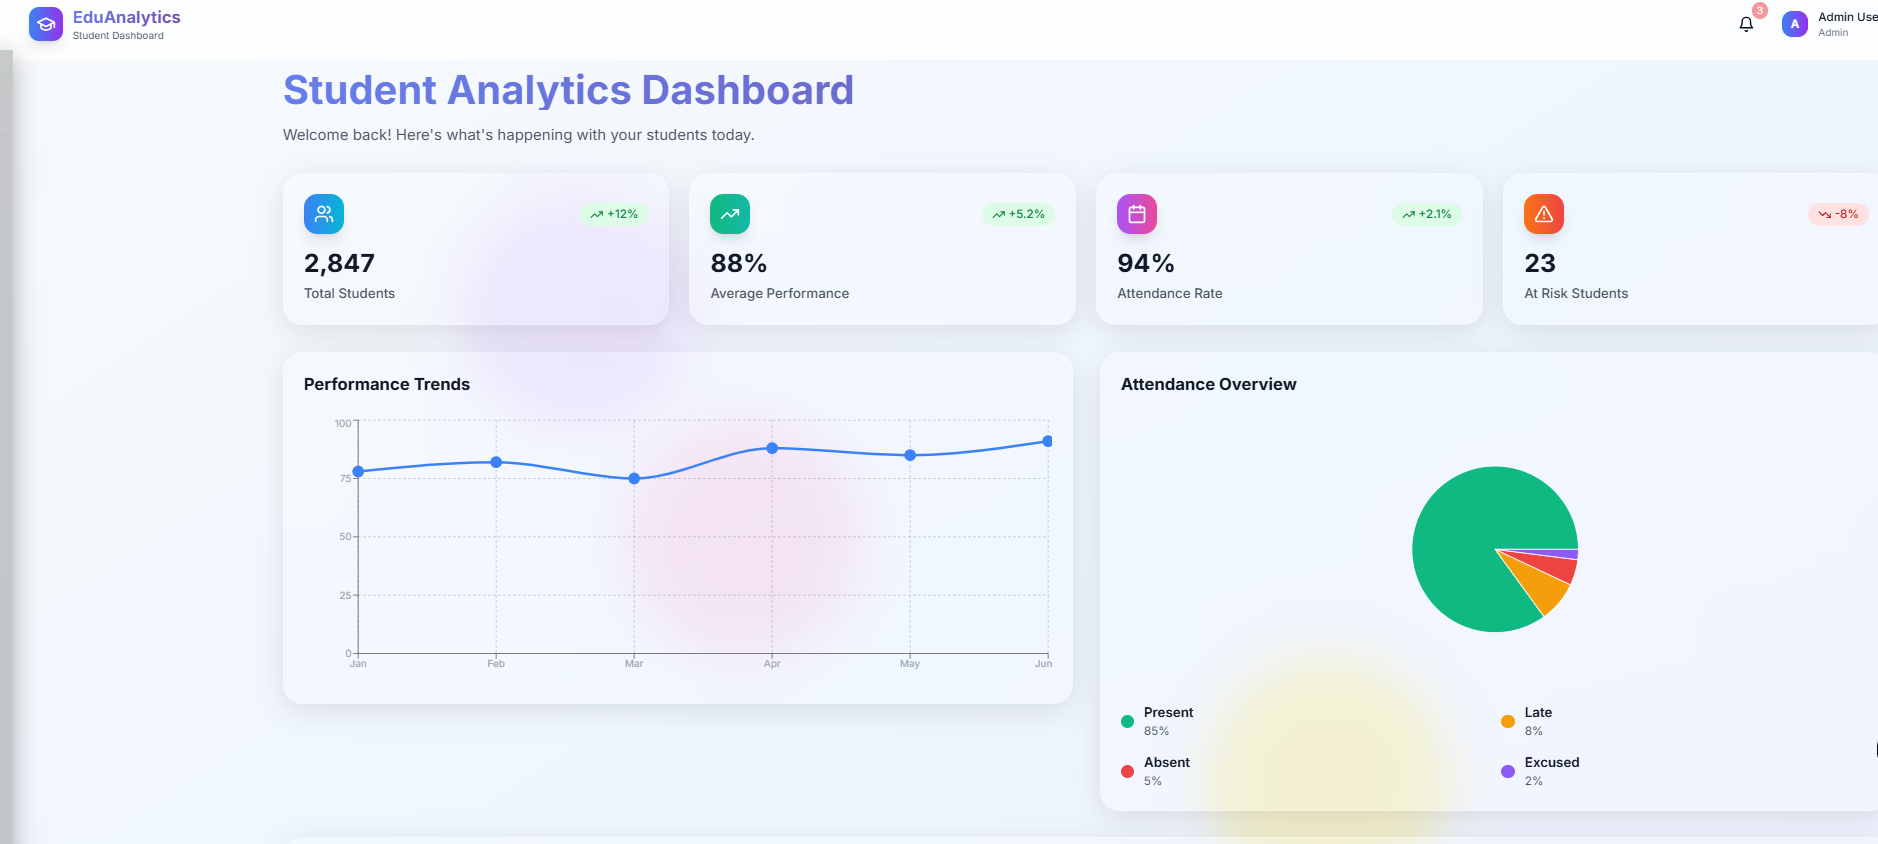 EduAnalytics
Student Dashboard
3
A
Admin Use
Admin
Student Analytics Dashboard
Welcome back! Here's what's happening with your students today.
+12%
2,847
Total Students
+5.2%
88%
Average Performance
+2.1%
94%
Attendance Rate
-8%
23
At Risk Students
Performance Trends
100
75
50
25
0
Jan Feb Mar Apr May Jun
Attendance Overview
Present
85%
Late
8%
Absent
5%
Excused
2%